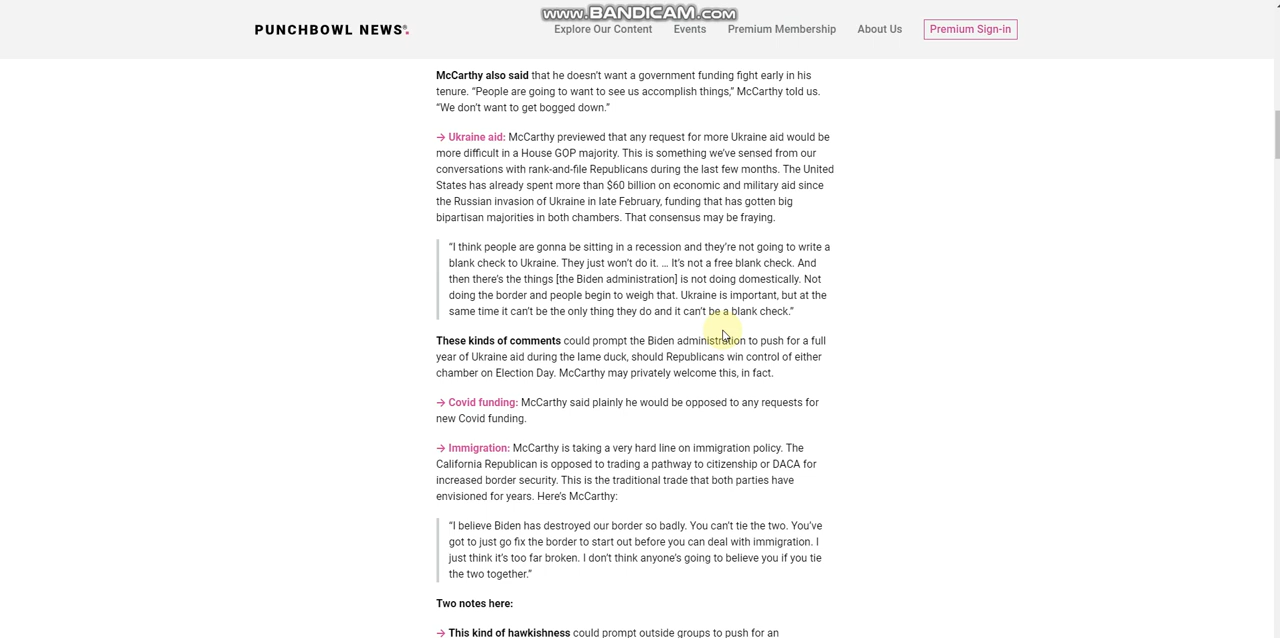 www.BANDICAM.com
PUNCHBOWL NEWS®.
Explore Our Content Events Premium Membership About Us Premium Sign-in
McCarthy also said that he doesn’t want a government funding fight early in his
tenure. “People are going to want to see us accomplish things,” McCarthy told us.
“We don’t want to get bogged down.”
→ Ukraine aid: McCarthy previewed that any request for more Ukraine aid would be
more difficult in a House GOP majority. This is something we’ve sensed from our
conversations with rank-and-file Republicans during the last few months. The United
States has already spent more than $60 billion on economic and military aid since
the Russian invasion of Ukraine in late February, funding that has gotten big
bipartisan majorities in both chambers. That consensus may be fraying.
“I think people are gonna be sitting in a recession and they’re not going to write a
blank check to Ukraine. They just won’t do it. … It’s not a free blank check. And
then there’s the things [the Biden administration] is not doing domestically. Not
doing the border and people begin to weigh that. Ukraine is important, but at the
same time it can’t be the only thing they do and it can’t be a blank check.”
These kinds of comments could prompt the Biden administration to push for a full
year of Ukraine aid during the lame duck, should Republicans win control of either
chamber on Election Day. McCarthy may privately welcome this, in fact.
→ Covid funding: McCarthy said plainly he would be opposed to any requests for
new Covid funding.
→ Immigration: McCarthy is taking a very hard line on immigration policy. The
California Republican is opposed to trading a pathway to citizenship or DACA for
increased border security. This is the traditional trade that both parties have
envisioned for years. Here’s McCarthy:
“I believe Biden has destroyed our border so badly. You can’t tie the two. You’ve
got to just go fix the border to start out before you can deal with immigration. I
just think it’s too far broken. I don’t think anyone’s going to believe you if you tie
the two together.”
Two notes here:
→ This kind of hawkishness could prompt outside groups to push for an